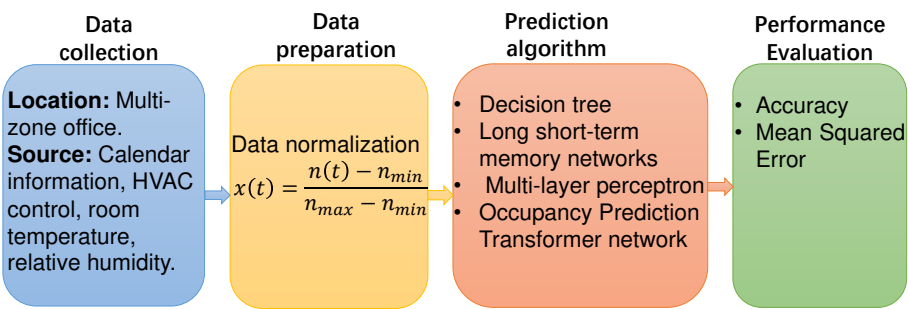 Data
collection
Location: Multi-
zone office.
Source: Calendar
information, HVAC
control, room
temperature,
relative humidity.
Data
preparation
Data normalization
x(t) = (n(t) − n_min) / (n_max − n_min)
Prediction
algorithm
• Decision tree
• Long short-term
memory networks
• Multi-layer perceptron
• Occupancy Prediction
Transformer network
Performance
Evaluation
• Accuracy
• Mean Squared
Error